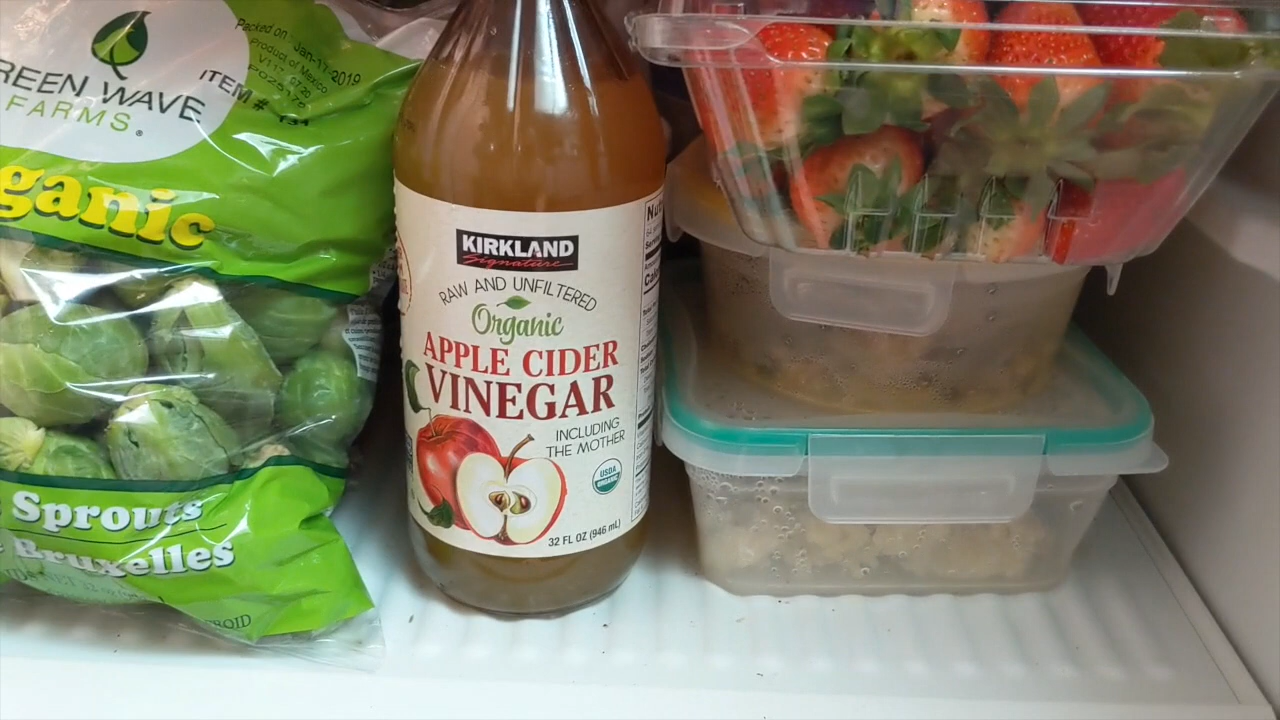 Packed on Jan-11-2019
Product of Mexico
ITEM #
REEN WAVE
FARMS
ganic
Sprouts
Bruxelles
KIRKLAND
Signature
RAW AND UNFILTERED
Organic
APPLE CIDER
VINEGAR
INCLUDING
THE MOTHER
USDA
ORGANIC
32 FL OZ (946 mL)